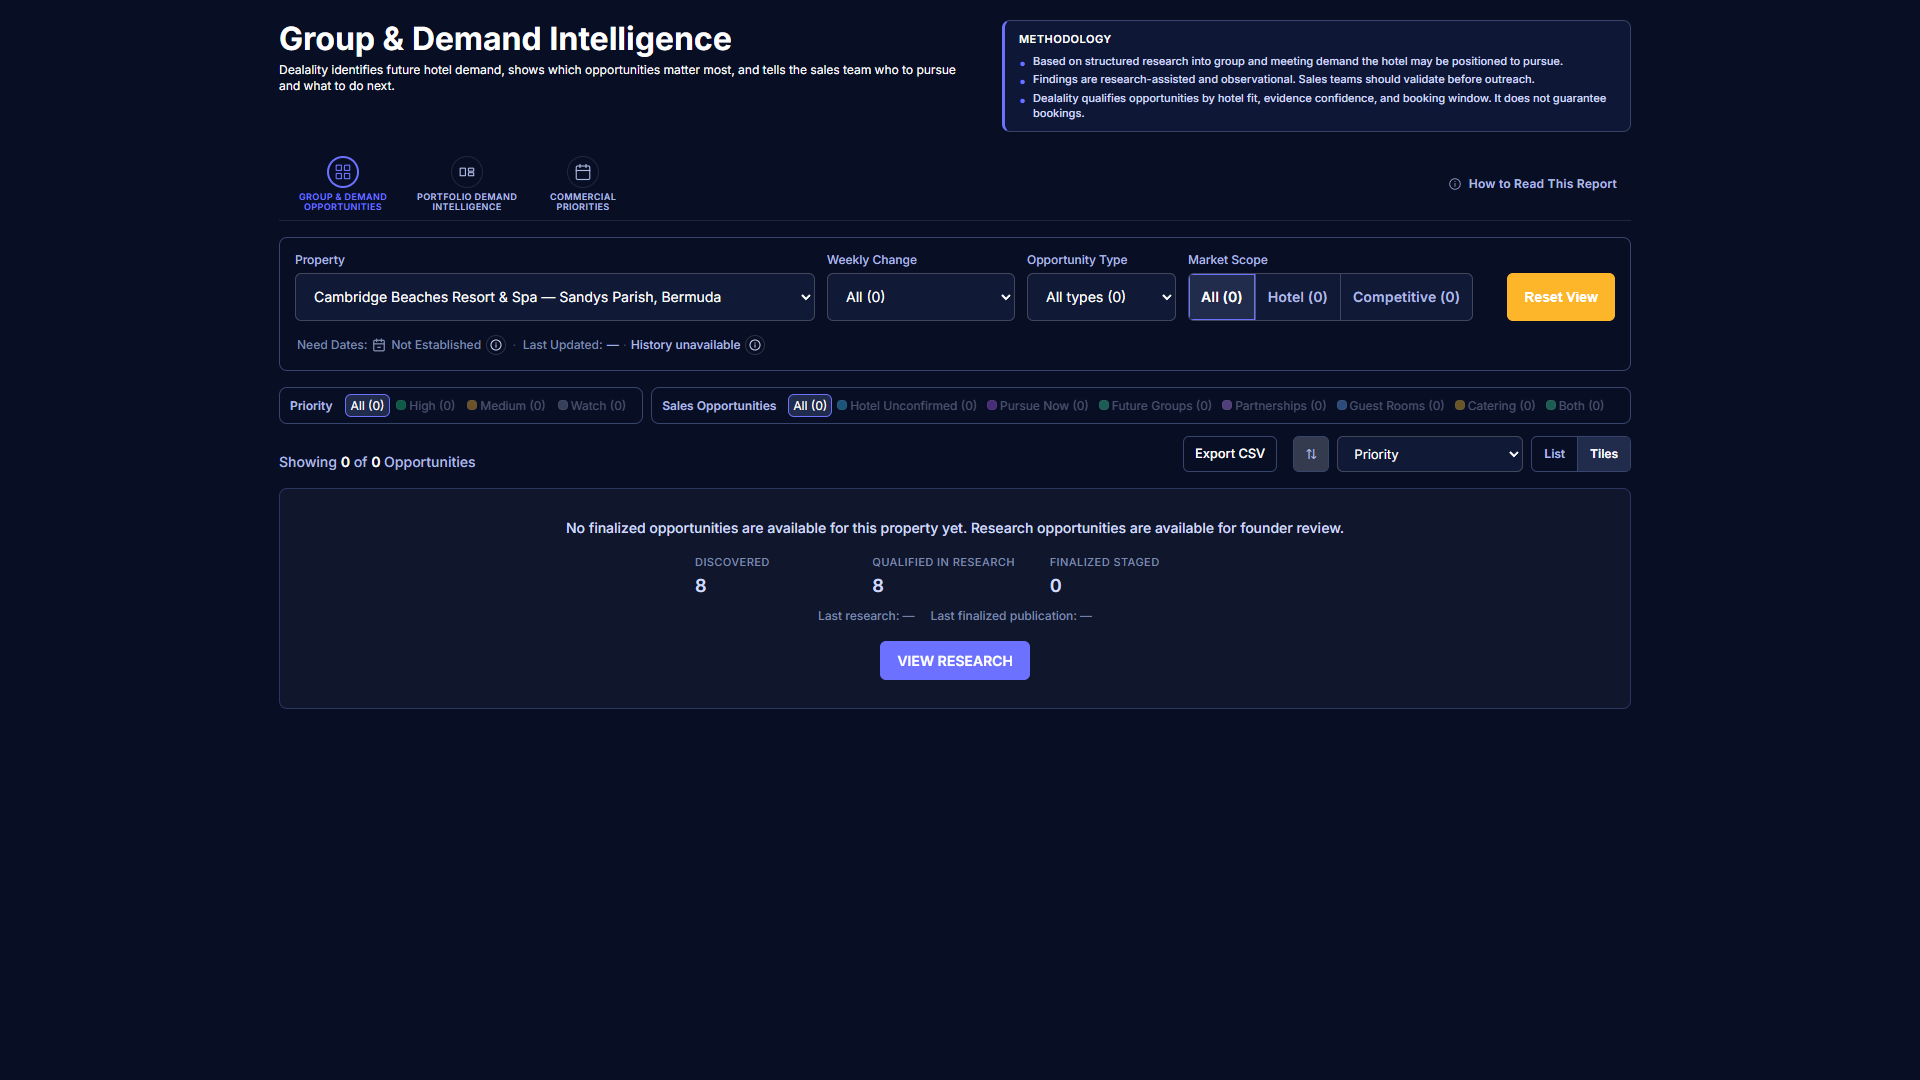 Group & Demand Intelligence
Dealality identifies future hotel demand, shows which opportunities matter most, and tells the sales team who to pursue
and what to do next.
METHODOLOGY
Based on structured research into group and meeting demand the hotel may be positioned to pursue.
Findings are research-assisted and observational. Sales teams should validate before outreach.
Dealality qualifies opportunities by hotel fit, evidence confidence, and booking window. It does not guarantee
bookings.
GROUP & DEMAND
OPPORTUNITIES
PORTFOLIO DEMAND
INTELLIGENCE
COMMERCIAL
PRIORITIES
How to Read This Report
Property
Weekly Change
Opportunity Type
Market Scope
Cambridge Beaches Resort & Spa — Sandys Parish, Bermuda
All (0)
All types (0)
All (0)
Hotel (0)
Competitive (0)
Reset View
Need Dates: Not Established · Last Updated: — · History unavailable
Priority All (0) High (0) Medium (0) Watch (0)
Sales Opportunities All (0) Hotel Unconfirmed (0) Pursue Now (0) Future Groups (0) Partnerships (0) Guest Rooms (0) Catering (0) Both (0)
Showing 0 of 0 Opportunities
Export CSV
Priority
List
Tiles
No finalized opportunities are available for this property yet. Research opportunities are available for founder review.
DISCOVERED
8
QUALIFIED IN RESEARCH
8
FINALIZED STAGED
0
Last research: — Last finalized publication: —
VIEW RESEARCH